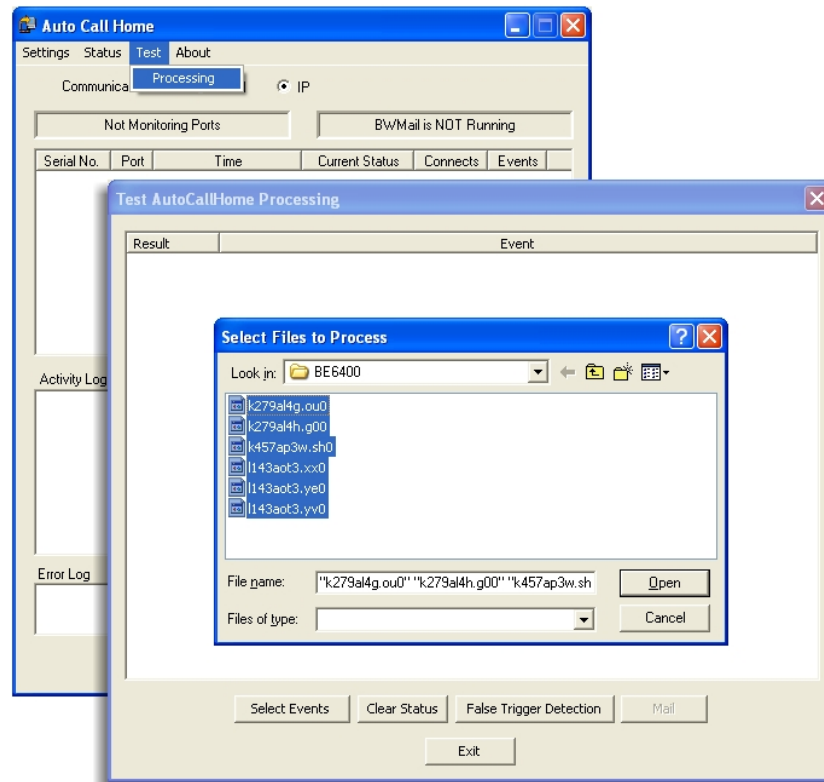 Auto Call Home
Settings Status Test About
Processing
Communica
IP
Not Monitoring Ports
BWMail is NOT Running
Serial No. Port Time Current Status Connects Events
Test AutoCallHome Processing
Result Event
Select Files to Process
Look in: BE6400
k279al4g.ou0
k279al4h.g00
k457ap3w.sh0
l143aot3.xx0
l143aot3.ye0
l143aot3.yv0
Activity Log
File name: "k279al4g.ou0" "k279al4h.g00" "k457ap3w.sh
Open
Error Log
Files of type:
Cancel
Select Events Clear Status False Trigger Detection Mail
Exit